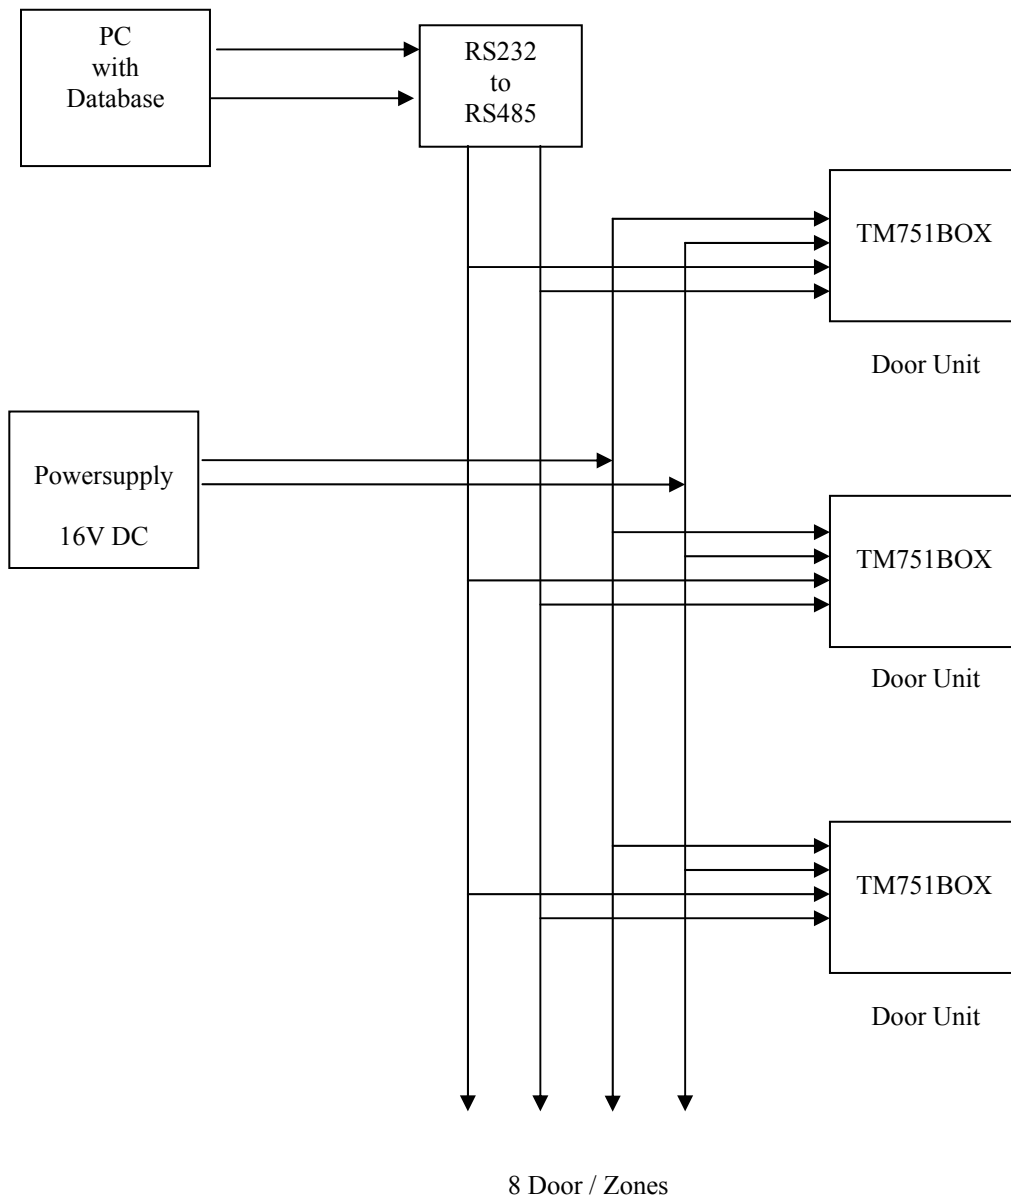 PC
with
Database
RS232
to
RS485
TM751BOX
Door Unit
Powersupply
16V DC
TM751BOX
Door Unit
TM751BOX
Door Unit
8 Door / Zones